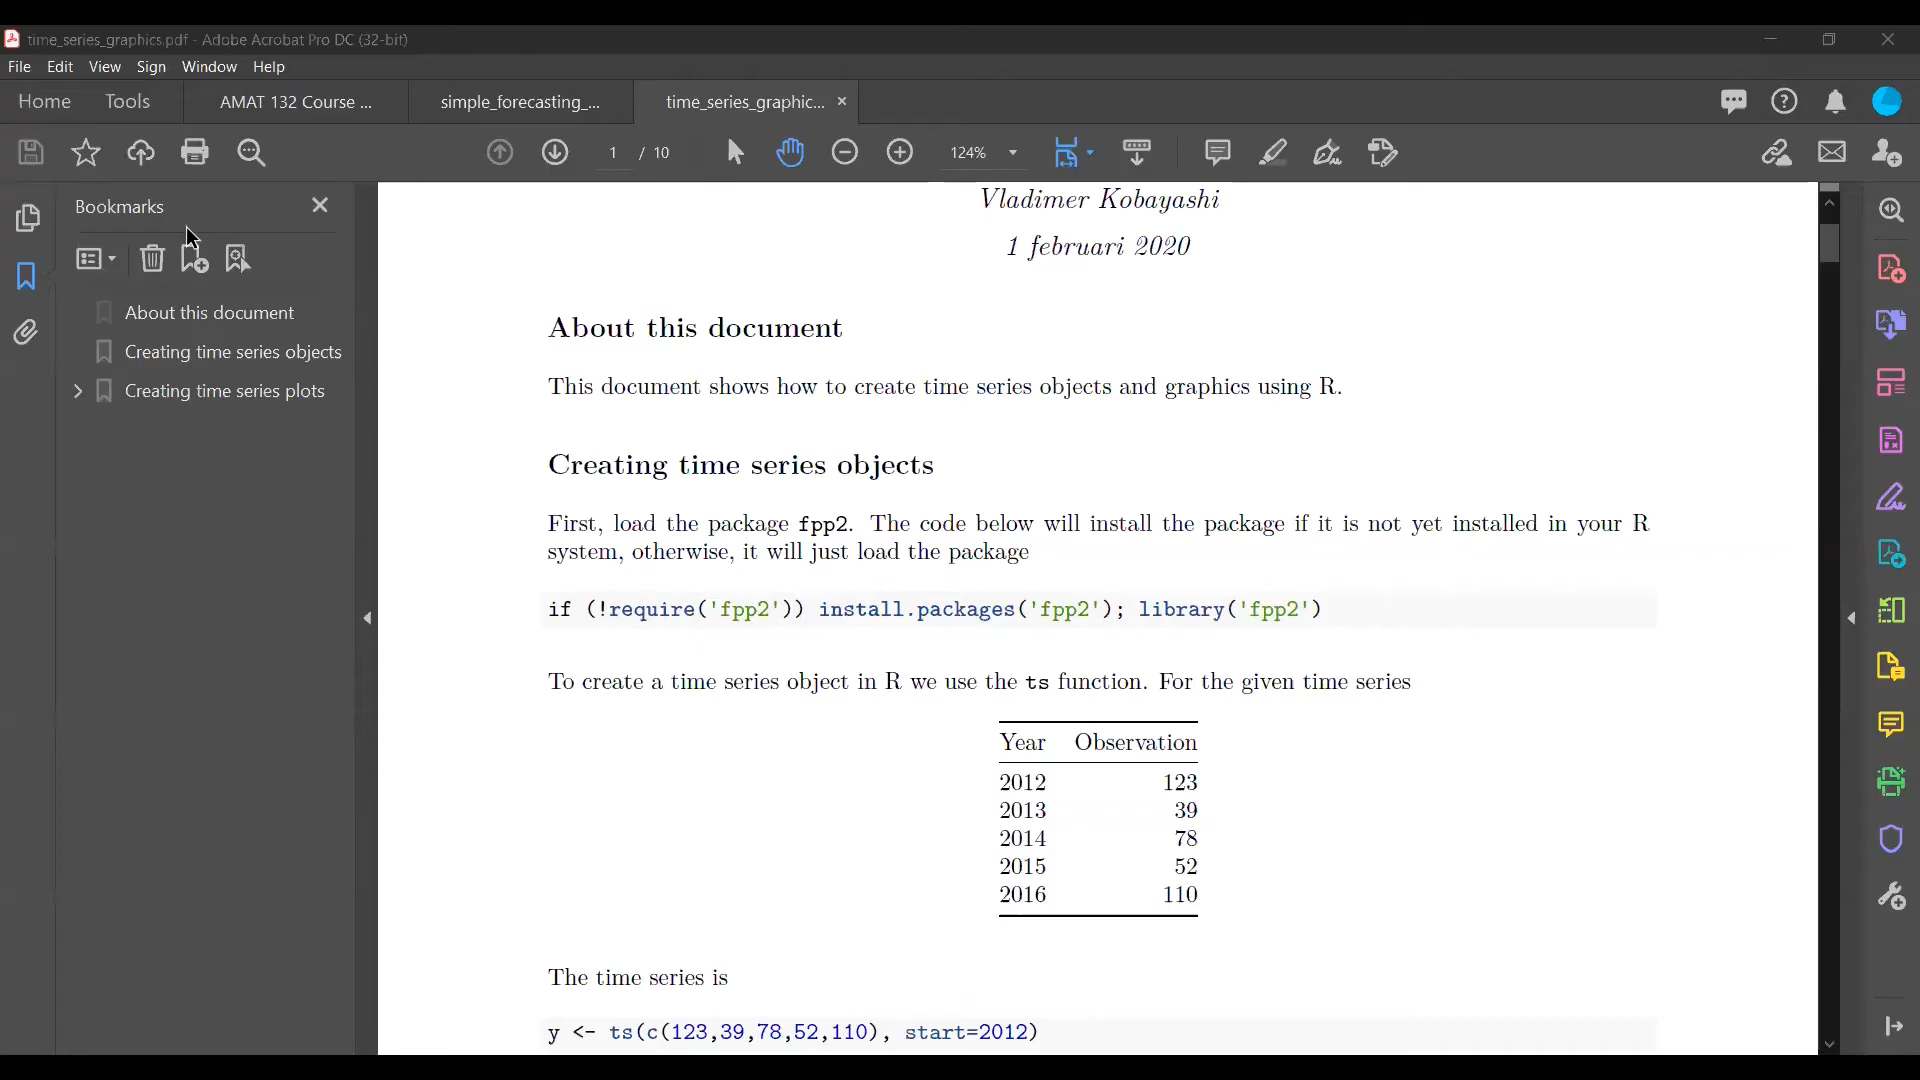 time_series_graphics.pdf - Adobe Acrobat Pro DC (32-bit)
File Edit View Sign Window Help
Home Tools AMAT 132 Course ... simple_forecasting_... time_series_graphic... ×
1 / 10 124%
Bookmarks
About this document
Creating time series objects
Creating time series plots
Vladimer Kobayashi
1 februari 2020
About this document
This document shows how to create time series objects and graphics using R.
Creating time series objects
First, load the package fpp2. The code below will install the package if it is not yet installed in your R
system, otherwise, it will just load the package
if (!require('fpp2')) install.packages('fpp2'); library('fpp2')
To create a time series object in R we use the ts function. For the given time series
Year Observation
2012 123
2013 39
2014 78
2015 52
2016 110
The time series is
y <- ts(c(123,39,78,52,110), start=2012)